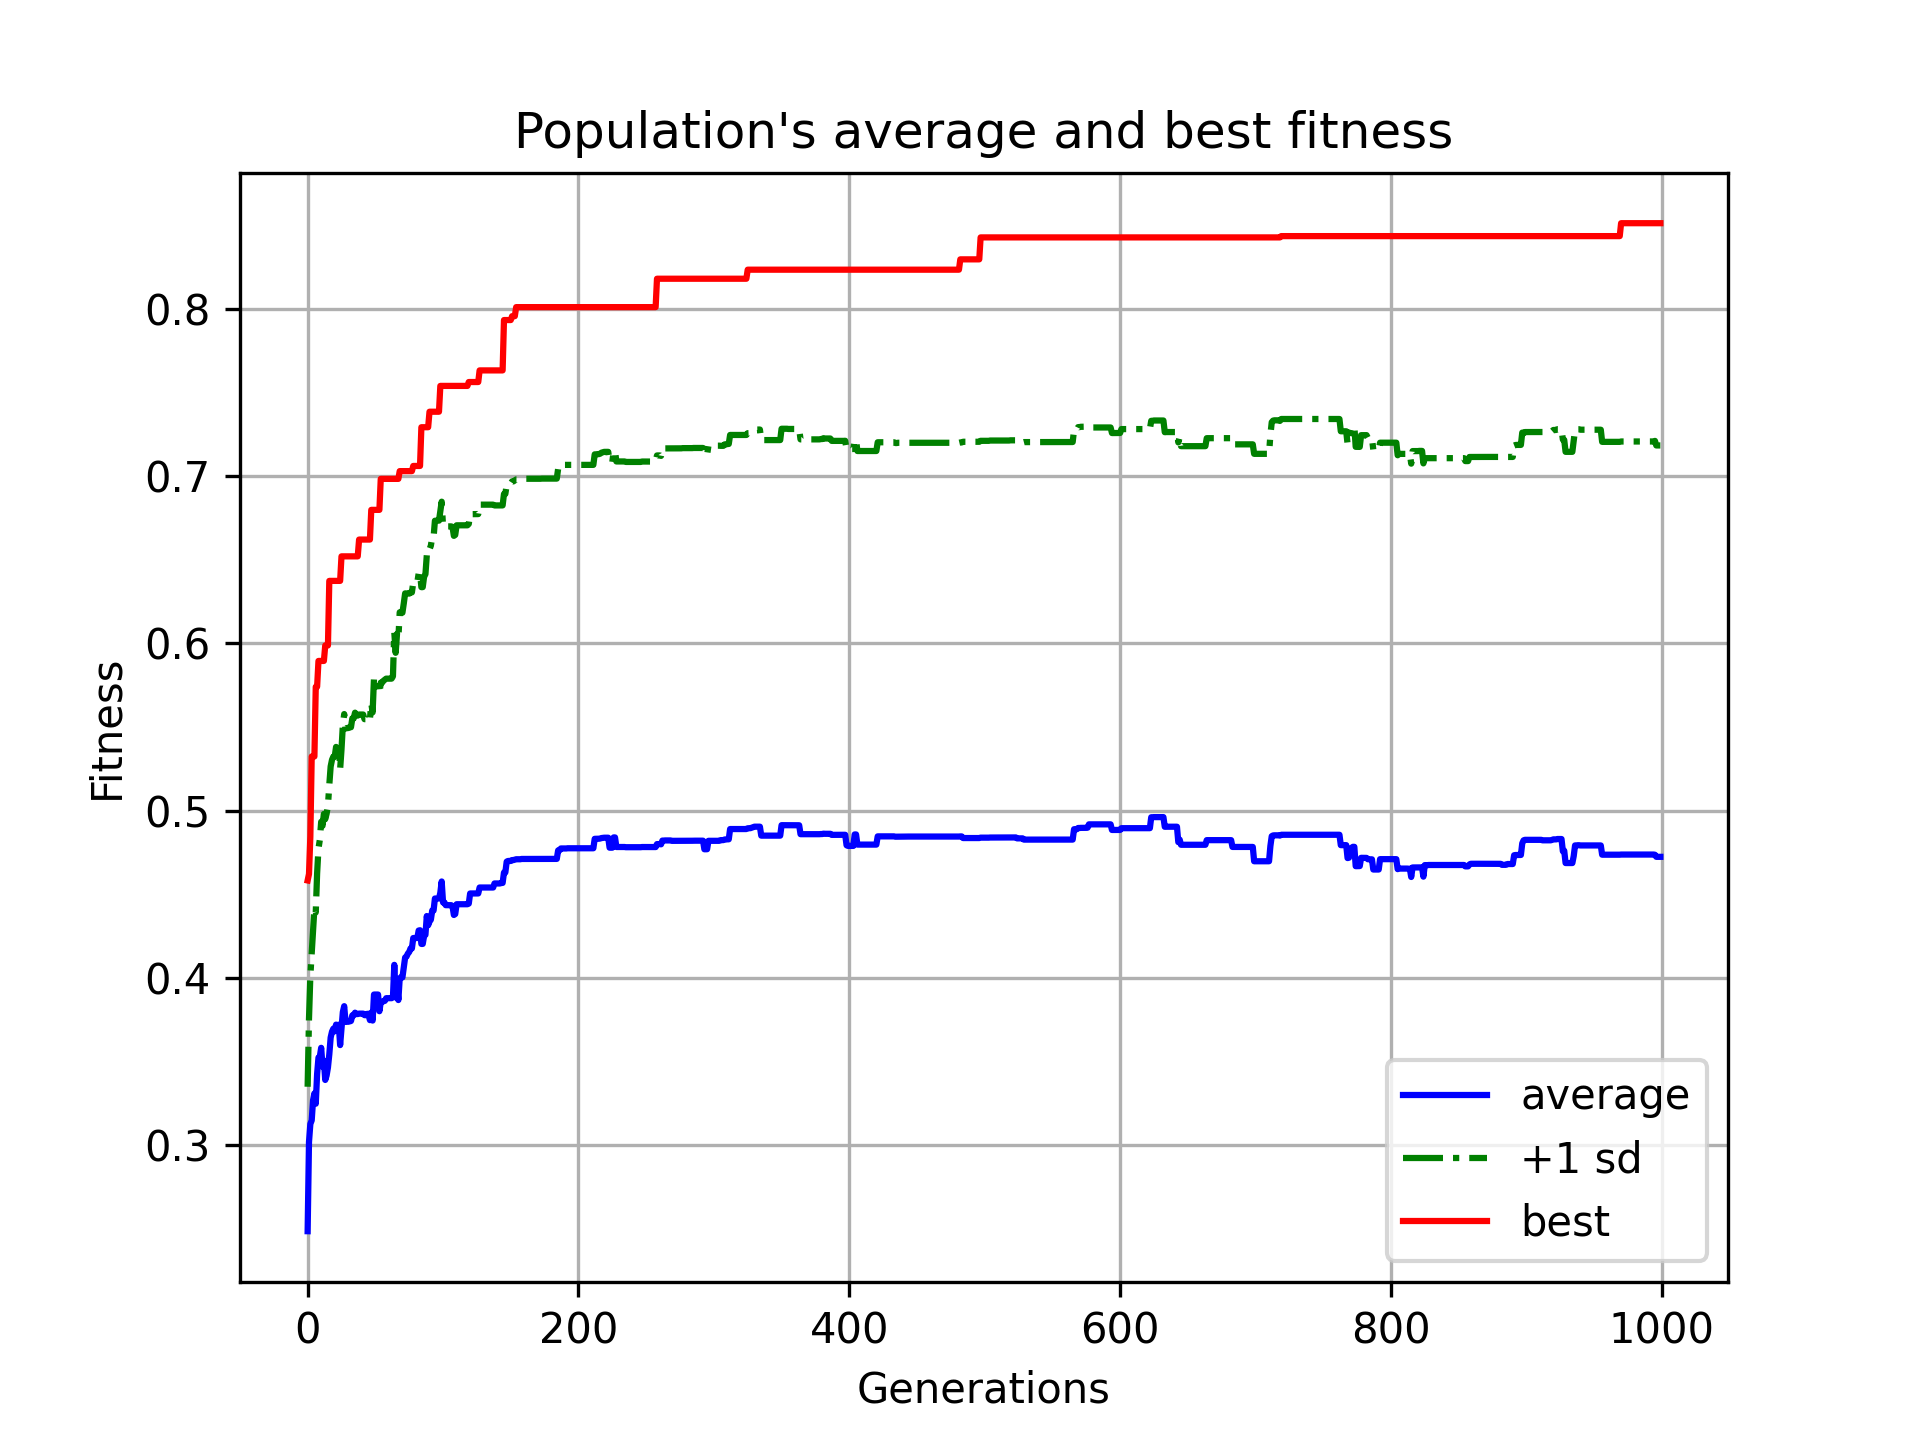 Population's average and best fitness
Fitness
0.8
0.7
0.6
0.5
0.4
0.3
0
200
400
600
800
1000
Generations
average
+1 sd
best